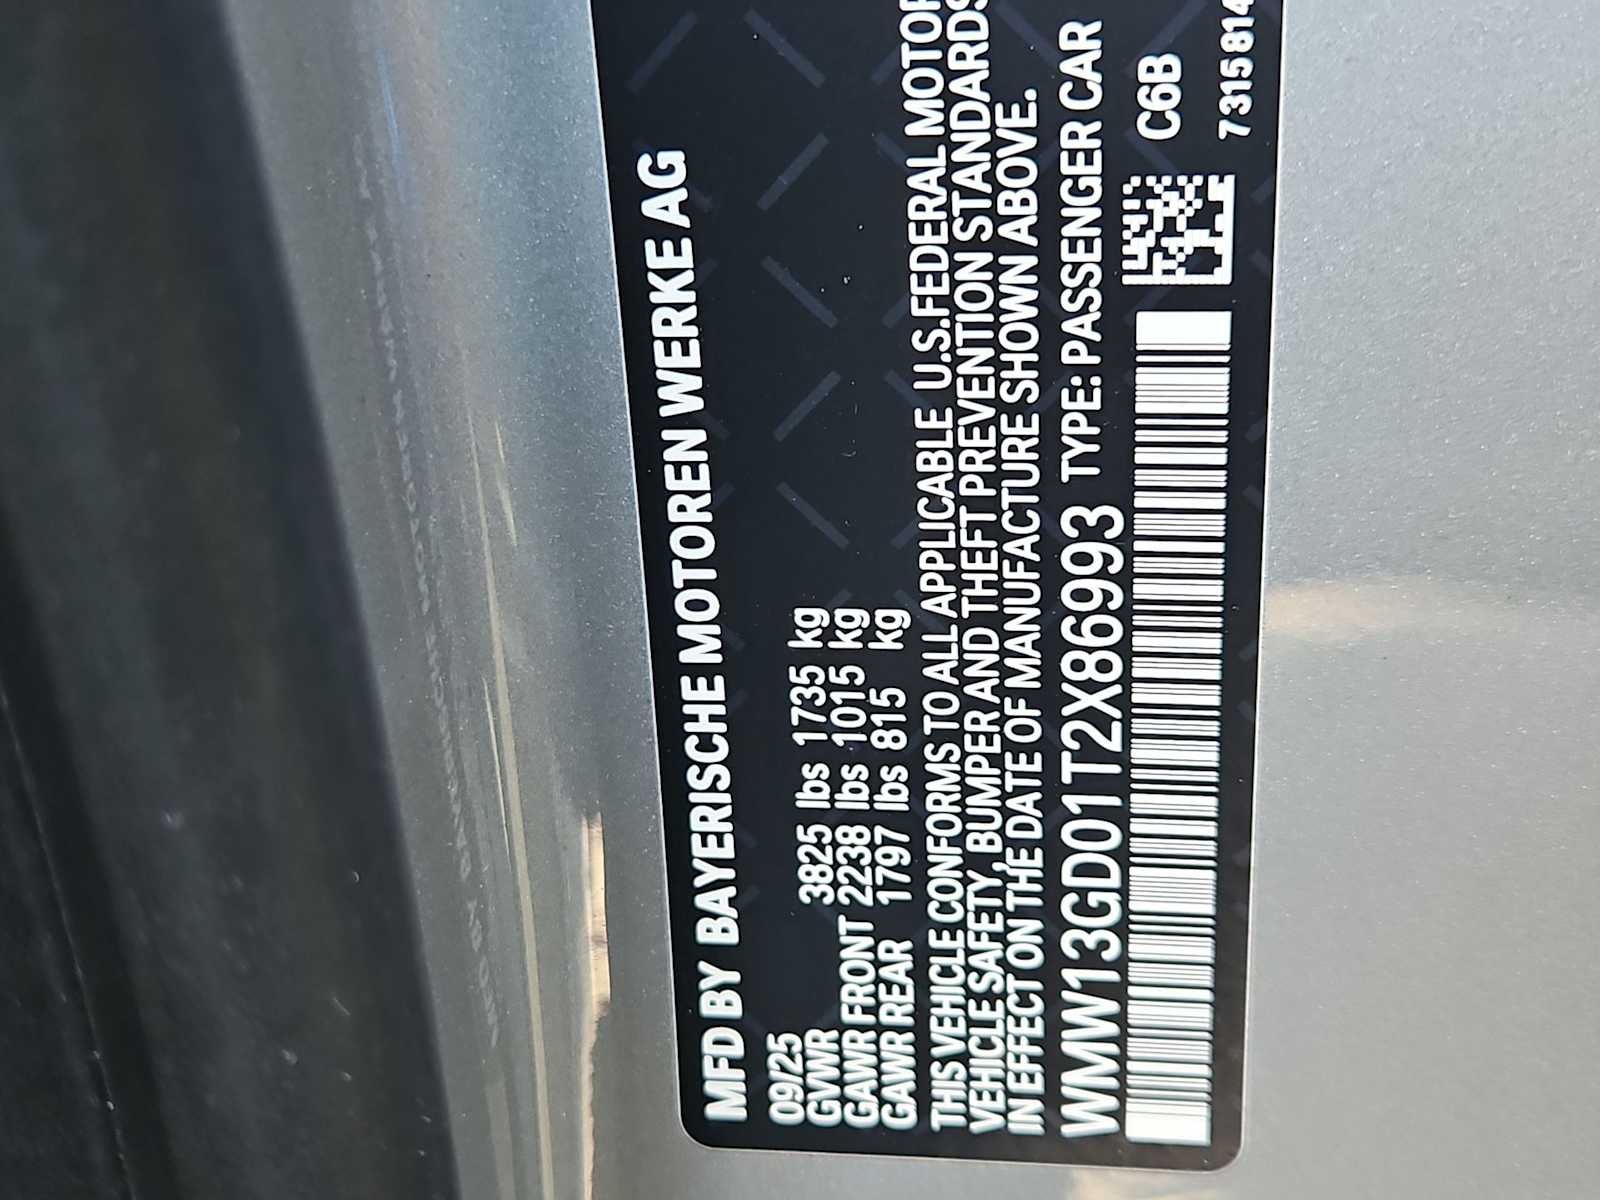 MFD BY BAYERISCHE MOTOREN WERKE AG
09/25
GVWR 3825 lbs 1735 kg
GAWR FRONT 2238 lbs 1015 kg
GAWR REAR 1797 lbs 815 kg
THIS VEHICLE CONFORMS TO ALL APPLICABLE U.S.FEDERAL MOTOR
VEHICLE SAFETY, BUMPER AND THEFT PREVENTION STANDARDS
IN EFFECT ON THE DATE OF MANUFACTURE SHOWN ABOVE.
WMW13GD01T2X86993 TYPE: PASSENGER CAR
C6B
7315814